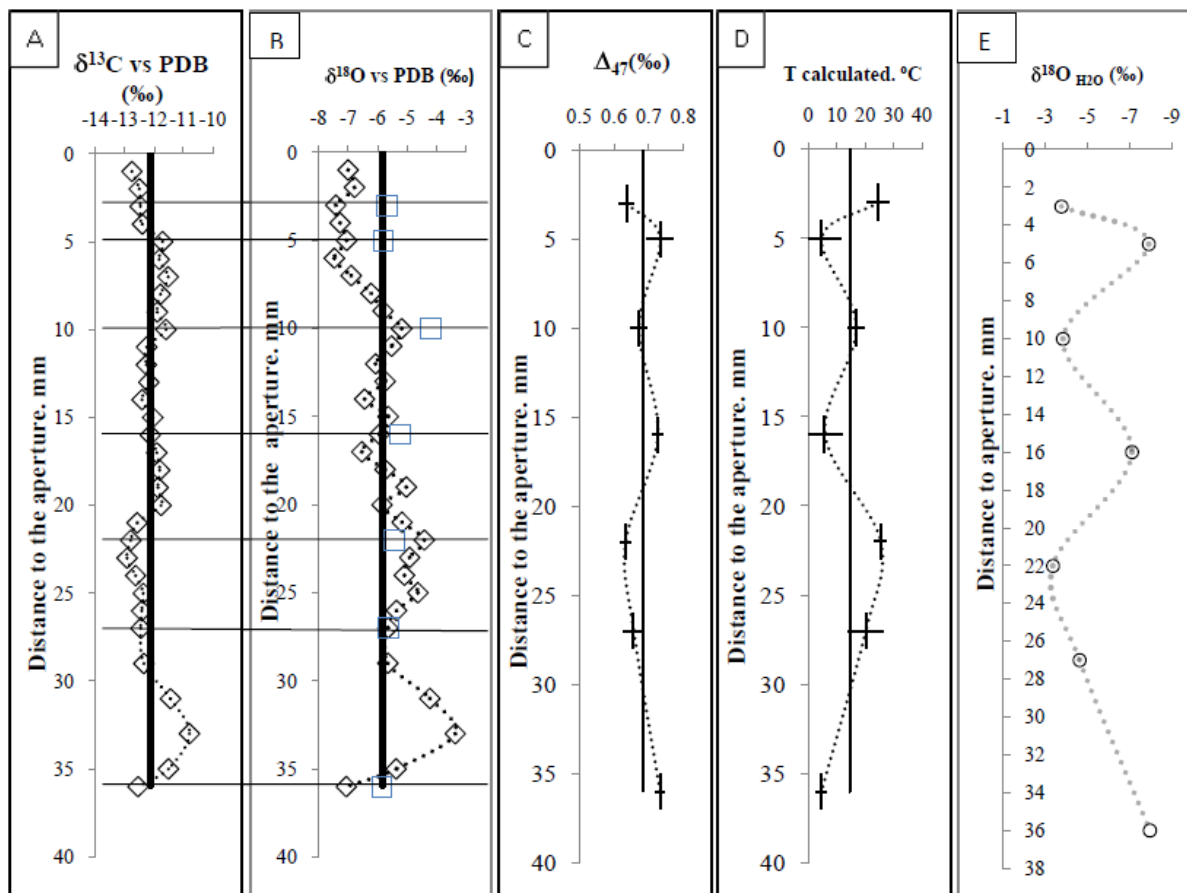 A
δ¹³C vs PDB
(‰)
-14 -13 -12 -11 -10
0
5
10
15
20
25
30
35
40
Distance to the aperture. mm
B
δ¹⁸O vs PDB (‰)
-8 -7 -6 -5 -4 -3
0
5
10
15
20
25
30
35
40
Distance to the aperture. mm
C
Δ₄₇(‰)
0.5 0.6 0.7 0.8
0
5
10
15
20
25
30
35
40
Distance to the aperture. mm
D
T calculated. ºC
0 10 20 30 40
0
5
10
15
20
25
30
35
40
Distance to the aperture. mm
E
δ¹⁸O H2O (‰)
-1 -3 -5 -7 -9
0
2
4
6
8
10
12
14
16
18
20
22
24
26
28
30
32
34
36
38
Distance to aperture. mm